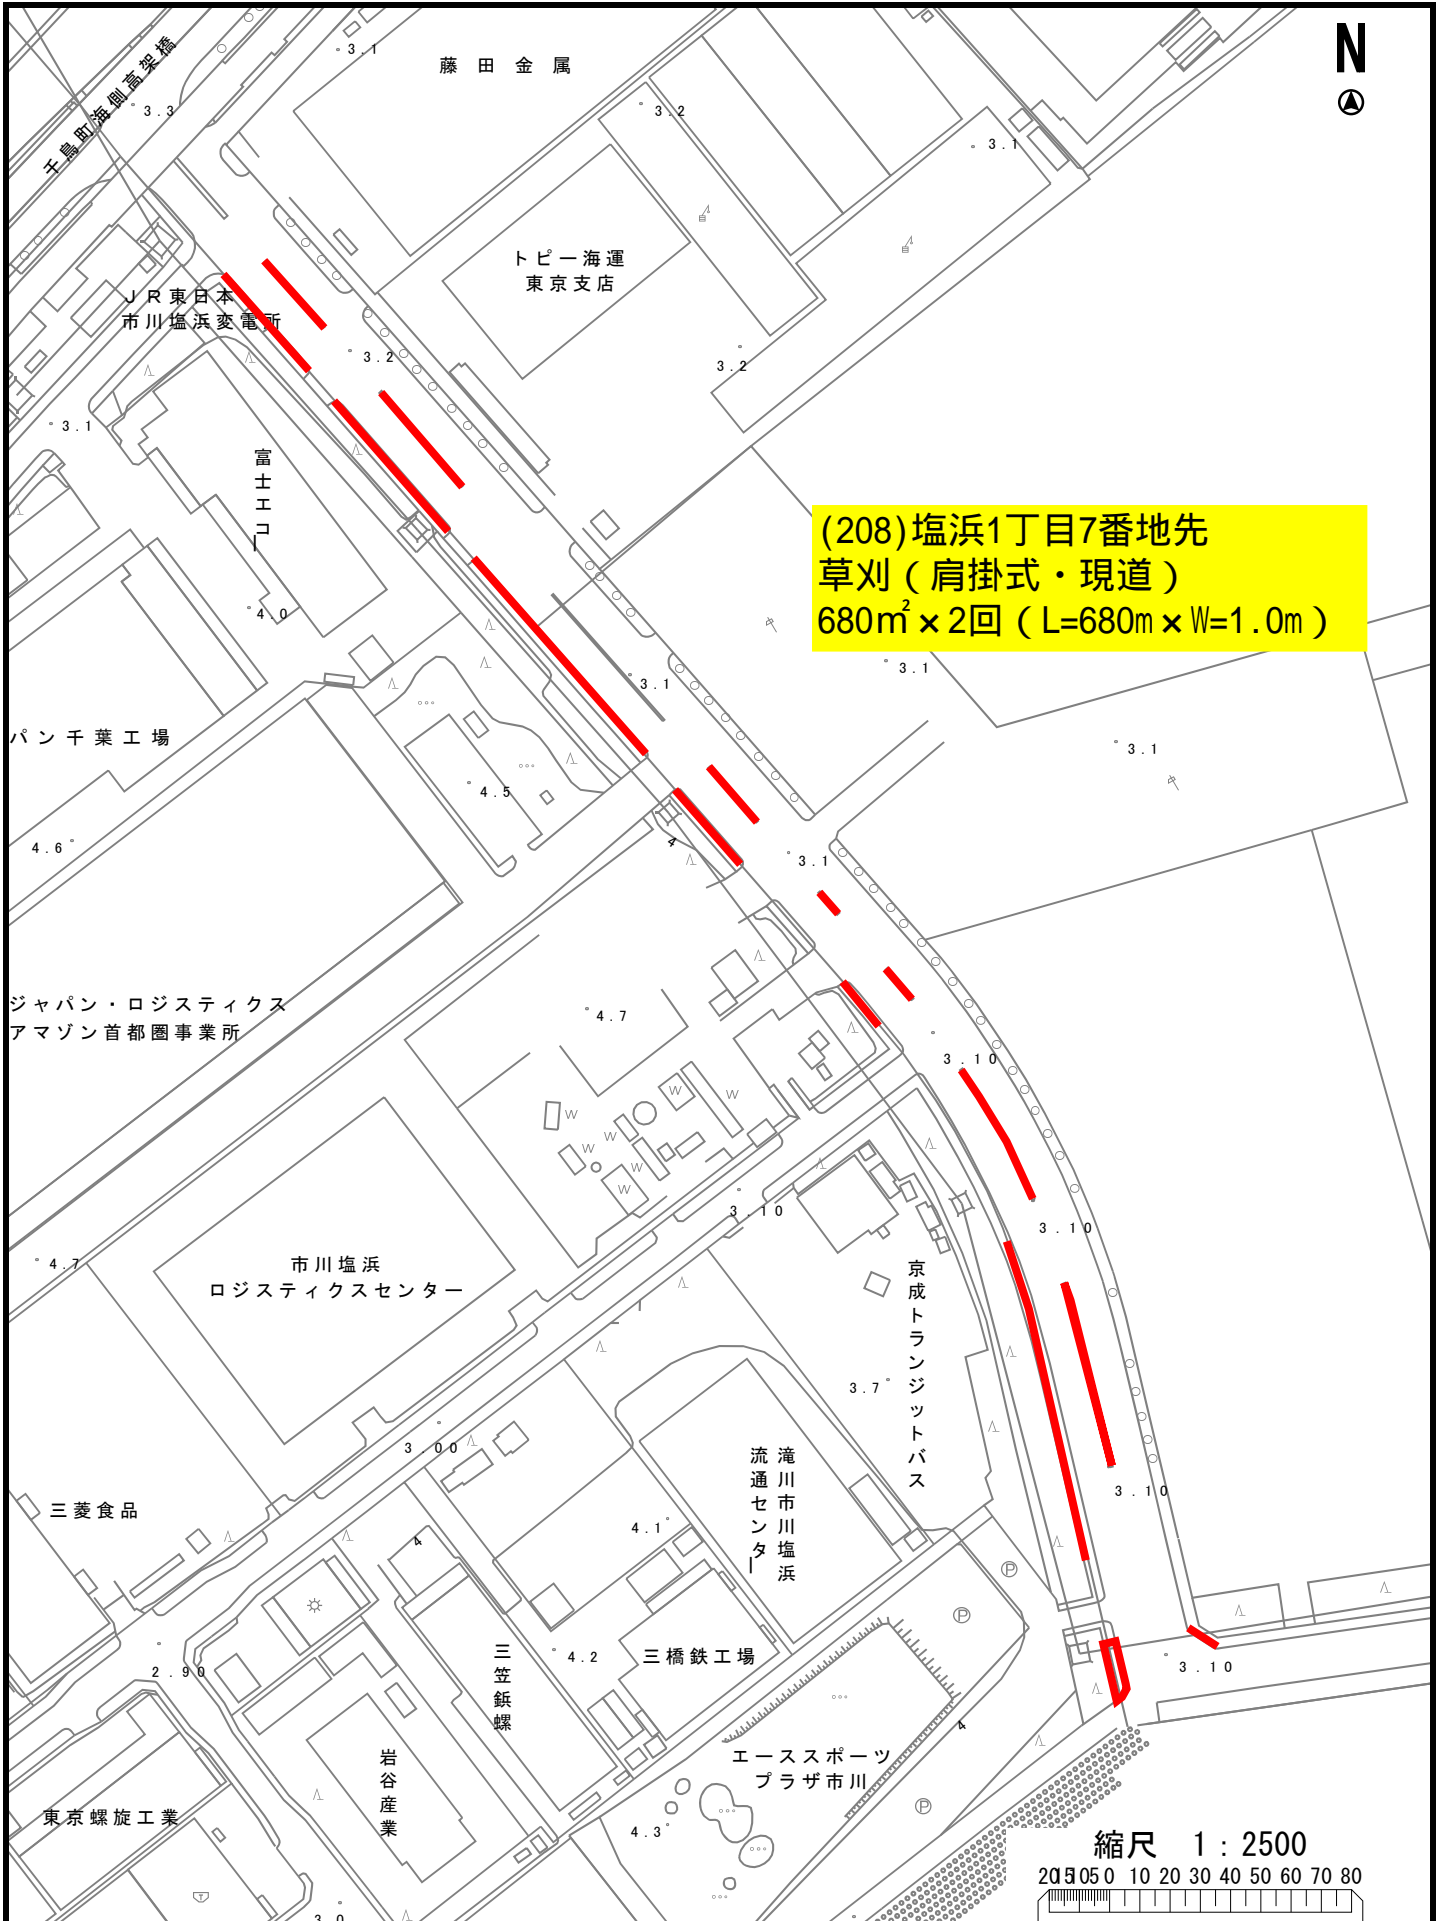 N
千鳥町海側高架橋
3.1
藤田金属
3.3
3.2
3.1
トピー海運
東京支店
JR東日本
市川塩浜変電所
3.2
3.2
3.1
富士エコー
(208)塩浜1丁目7番地先
草刈（肩掛式・現道）
680㎡×2回（L=680m×W=1.0m）
4.0
3.1
3.1
パン千葉工場
3.1
4.5
4.6
4
3.1
ジャパン・ロジスティクス
アマゾン首都圏事業所
4.7
3.10
W
W
W
W
W
W
W
3.10
3.10
4.7
市川塩浜
ロジスティクスセンター
京成トランジットバス
3.7
3.00
滝川市川塩浜
流通センター
3.10
三菱食品
4.1
4
P
P
2.90
三笠鋲螺
4.2
三橋鉄工場
3.10
4
エーススポーツ
プラザ市川
岩谷産業
東京螺旋工業
4.3
P
縮尺 1:2500
20 15 10 5 0 10 20 30 40 50 60 70 80
3.0